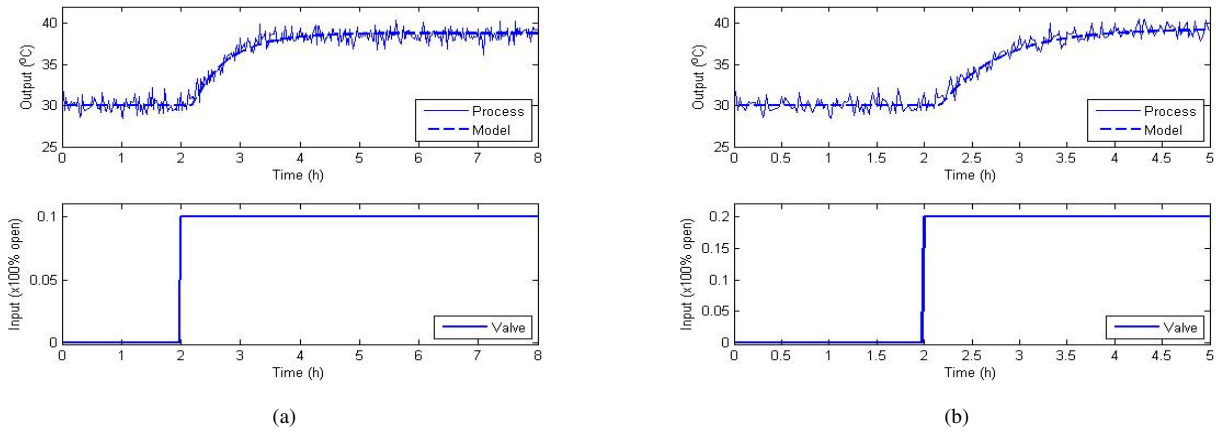 40
35
30
25
Output (ºC)
Process
Model
0 1 2 3 4 5 6 7 8
Time (h)
0.1
0.05
0
Input (x100% open)
Valve
0 1 2 3 4 5 6 7 8
Time (h)
(a)
40
35
30
25
Output (ºC)
Process
Model
0 0.5 1 1.5 2 2.5 3 3.5 4 4.5 5
Time (h)
0.2
0.15
0.1
0.05
0
Input (x100% open)
Valve
0 0.5 1 1.5 2 2.5 3 3.5 4 4.5 5
Time (h)
(b)